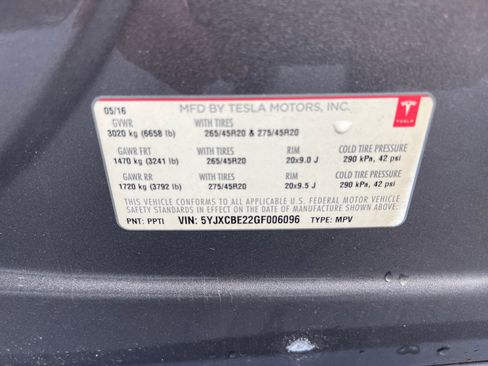 05/16 MFD BY TESLA MOTORS, INC.
GVWR WITH TIRES
3020 kg (6658 lb) 265/45R20 & 275/45R20
GAWR FRT WITH TIRES RIM COLD TIRE PRESSURE
1470 kg (3241 lb) 265/45R20 20x9.0 J 290 kPa, 42 psi
GAWR RR WITH TIRES RIM COLD TIRE PRESSURE
1720 kg (3792 lb) 275/45R20 20x9.5 J 290 kPa, 42 psi
THIS VEHICLE CONFORMS TO ALL APPLICABLE U.S. FEDERAL MOTOR VEHICLE
SAFETY STANDARDS IN EFFECT ON THE DATE OF MANUFACTURE SHOWN ABOVE.
PNT: PPTI VIN: 5YJXCBE22GF006096 TYPE: MPV
TESLA